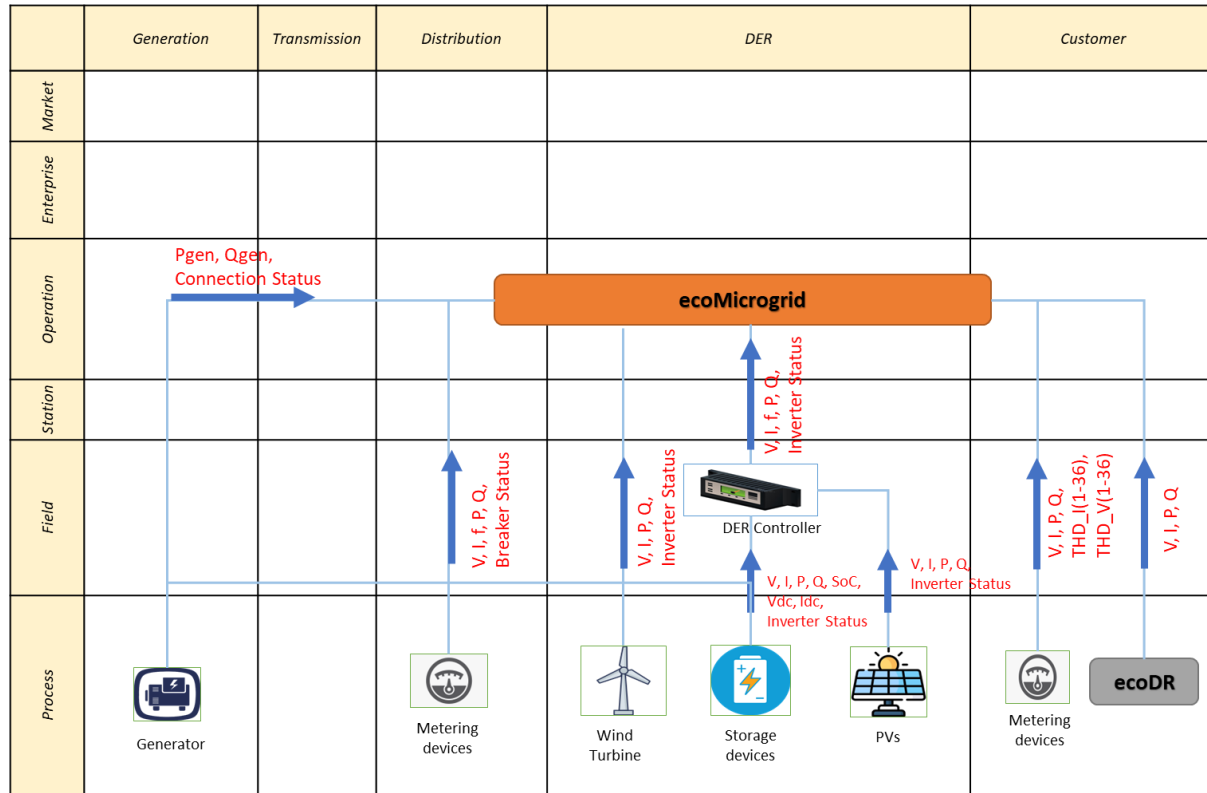 Generation
Transmission
Distribution
DER
Customer
Market
Enterprise
Operation
Station
Field
Process
Pgen, Qgen,
Connection Status
ecoMicrogrid
V, I, f, P, Q,
Inverter Status
V, I, f, P, Q,
Breaker Status
V, I, P, Q,
Inverter Status
DER Controller
V, I, P, Q, SoC,
Vdc, Idc,
Inverter Status
V, I, P, Q,
Inverter Status
V, I, P, Q,
THD_I(1-36),
THD_V(1-36)
V, I, P, Q
Generator
Metering
devices
Wind
Turbine
Storage
devices
PVs
Metering
devices
ecoDR